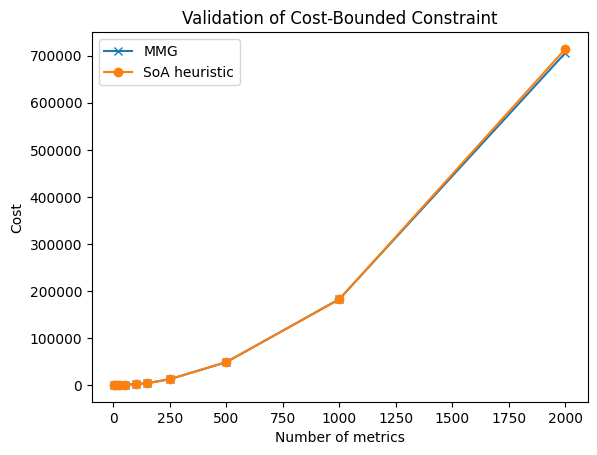 Validation of Cost-Bounded Constraint
MMG
SoA heuristic
700000
600000
500000
400000
300000
200000
100000
0
Cost
0 250 500 750 1000 1250 1500 1750 2000
Number of metrics